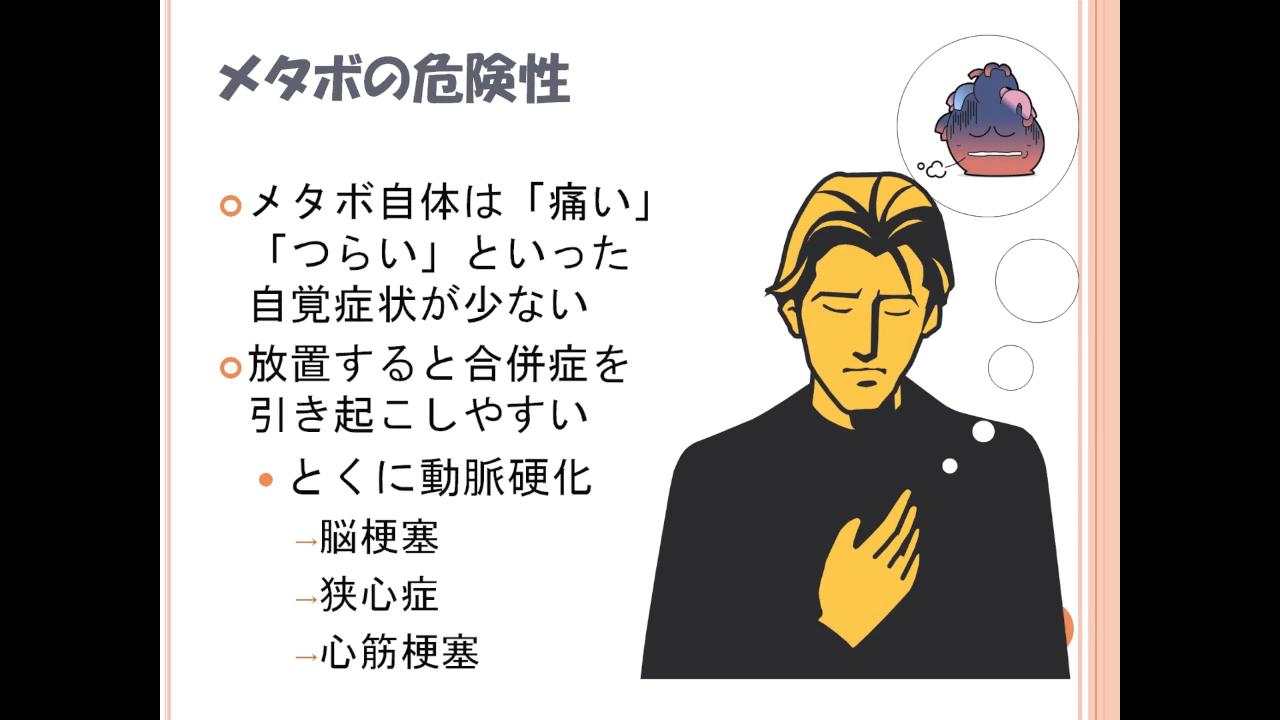 メタボの危険性
メタボ自体は「痛い」
「つらい」といった
自覚症状が少ない
放置すると合併症を
引き起こしやすい
とくに動脈硬化
→脳梗塞
→狭心症
→心筋梗塞